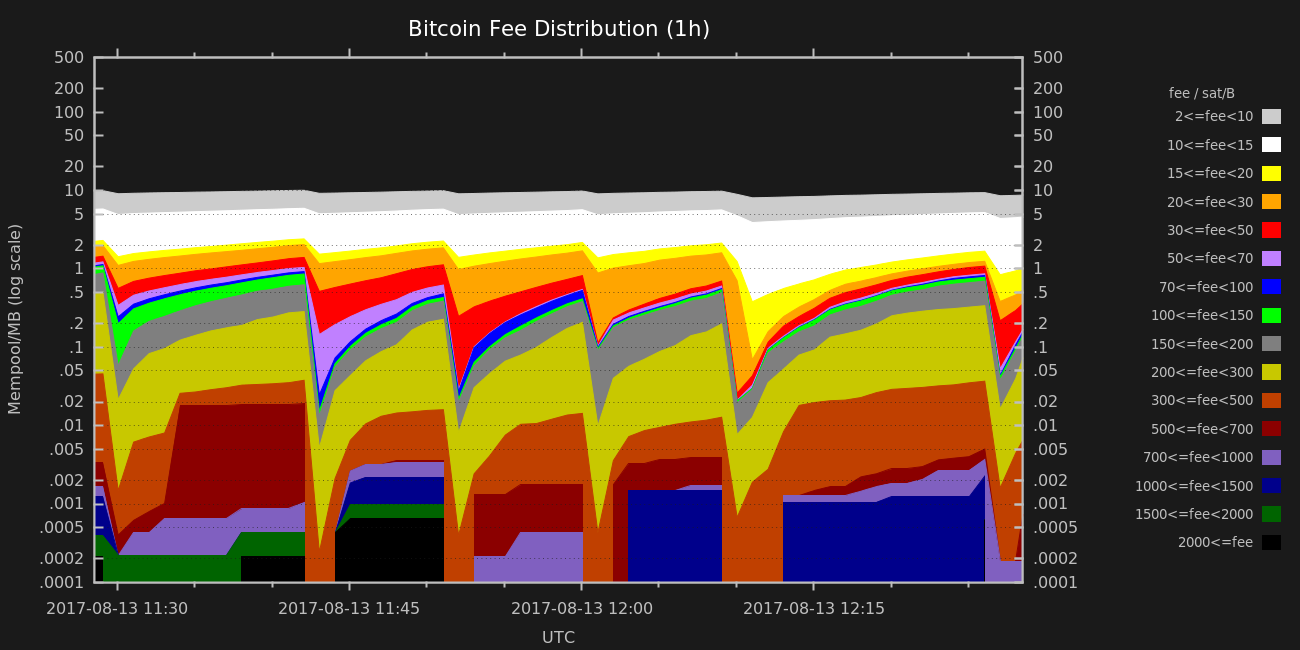 Bitcoin Fee Distribution (1h)
Mempool/MB (log scale)
500
200
100
50
20
10
5
2
1
.5
.2
.1
.05
.02
.01
.005
.002
.001
.0005
.0002
.0001
500
200
100
50
20
10
5
2
1
.5
.2
.1
.05
.02
.01
.005
.002
.001
.0005
.0002
.0001
fee / sat/B
2<=fee<10
10<=fee<15
15<=fee<20
20<=fee<30
30<=fee<50
50<=fee<70
70<=fee<100
100<=fee<150
150<=fee<200
200<=fee<300
300<=fee<500
500<=fee<700
700<=fee<1000
1000<=fee<1500
1500<=fee<2000
2000<=fee
2017-08-13 11:30 2017-08-13 11:45 2017-08-13 12:00 2017-08-13 12:15
UTC